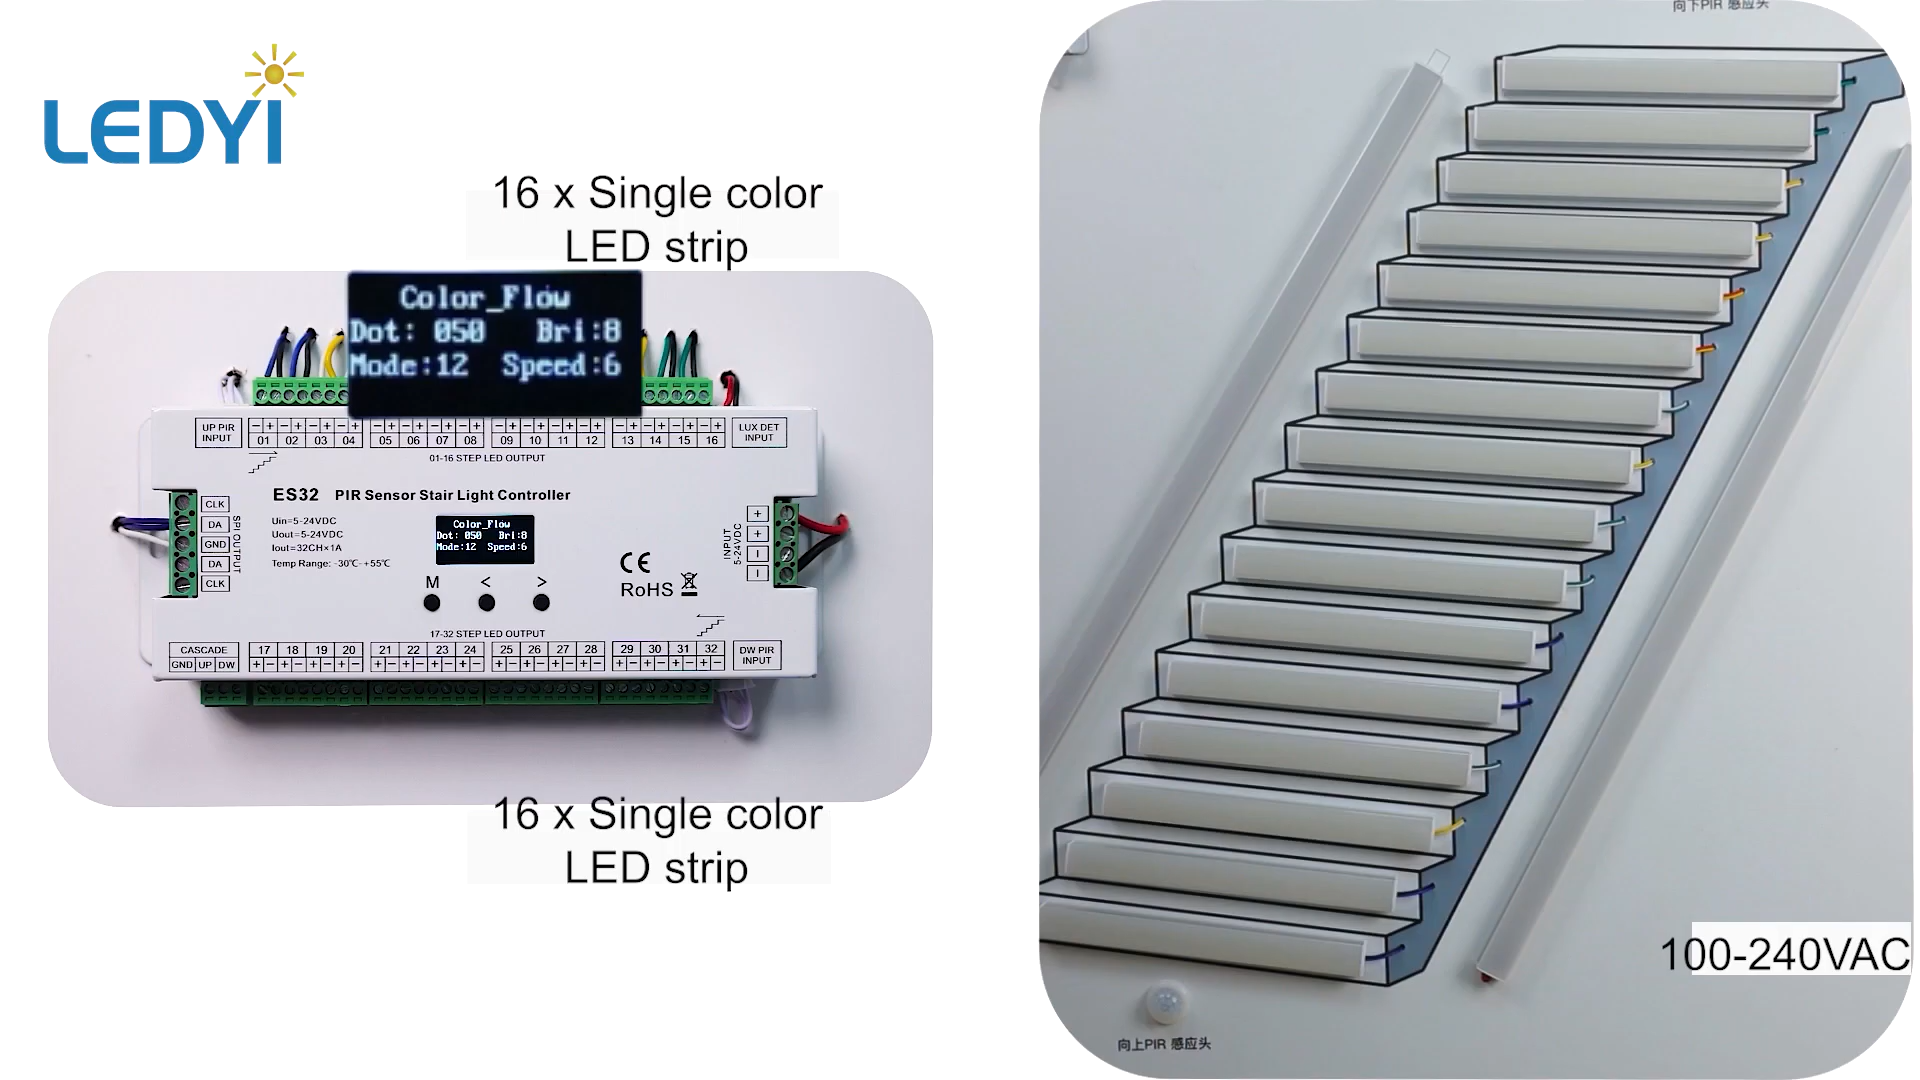 LEDYI
16 x Single color
LED strip
Color_Flow
Dot: 050 Bri:8
Mode:12 Speed:6
UP PIR
INPUT
- + - + - + - + - + - + - + - + - + - + - + - + - + - + - + - +
01 02 03 04 05 06 07 08 09 10 11 12 13 14 15 16
LUX DET
INPUT
01-16 STEP LED OUTPUT
ES32 PIR Sensor Stair Light Controller
Uin=5-24VDC
Uout=5-24VDC
Iout=32CH×1A
Temp Range: -30℃-+55℃
CLK
DA
GND
DA
CLK
SPI OUTPUT
Color_Flow
Dot: 050 Bri:8
Mode:12 Speed:6
M < >
CE
RoHS
INPUT
5-24VDC
+
+
-
-
17-32 STEP LED OUTPUT
CASCADE
GND UP DW
17 18 19 20 21 22 23 24 25 26 27 28 29 30 31 32
+ - + - + - + - + - + - + - + - + - + - + - + - + - + - + - + -
DW PIR
INPUT
16 x Single color
LED strip
向下PIR 感应头
100-240VAC
向上PIR 感应头